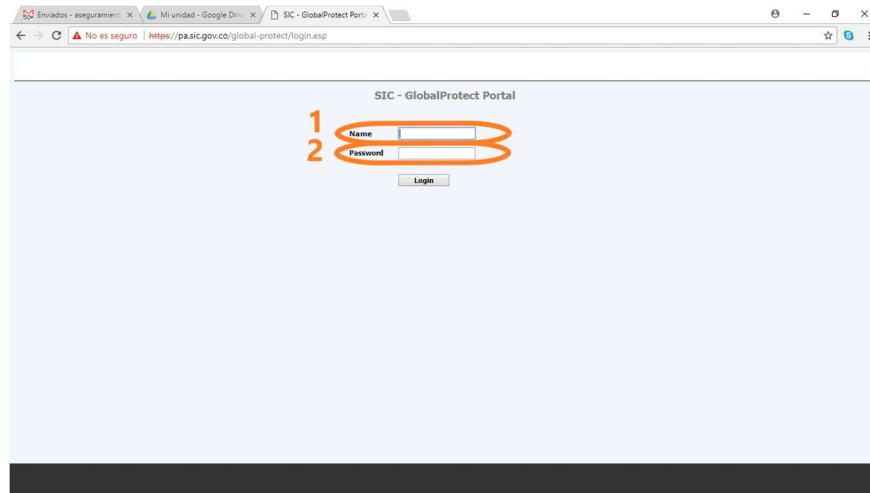 Enviados - aseguramient
Mi unidad - Google Driv
SIC - GlobalProtect Porta
No es seguro | https://pa.sic.gov.co/global-protect/login.esp
SIC - GlobalProtect Portal
1
Name
2
Password
Login